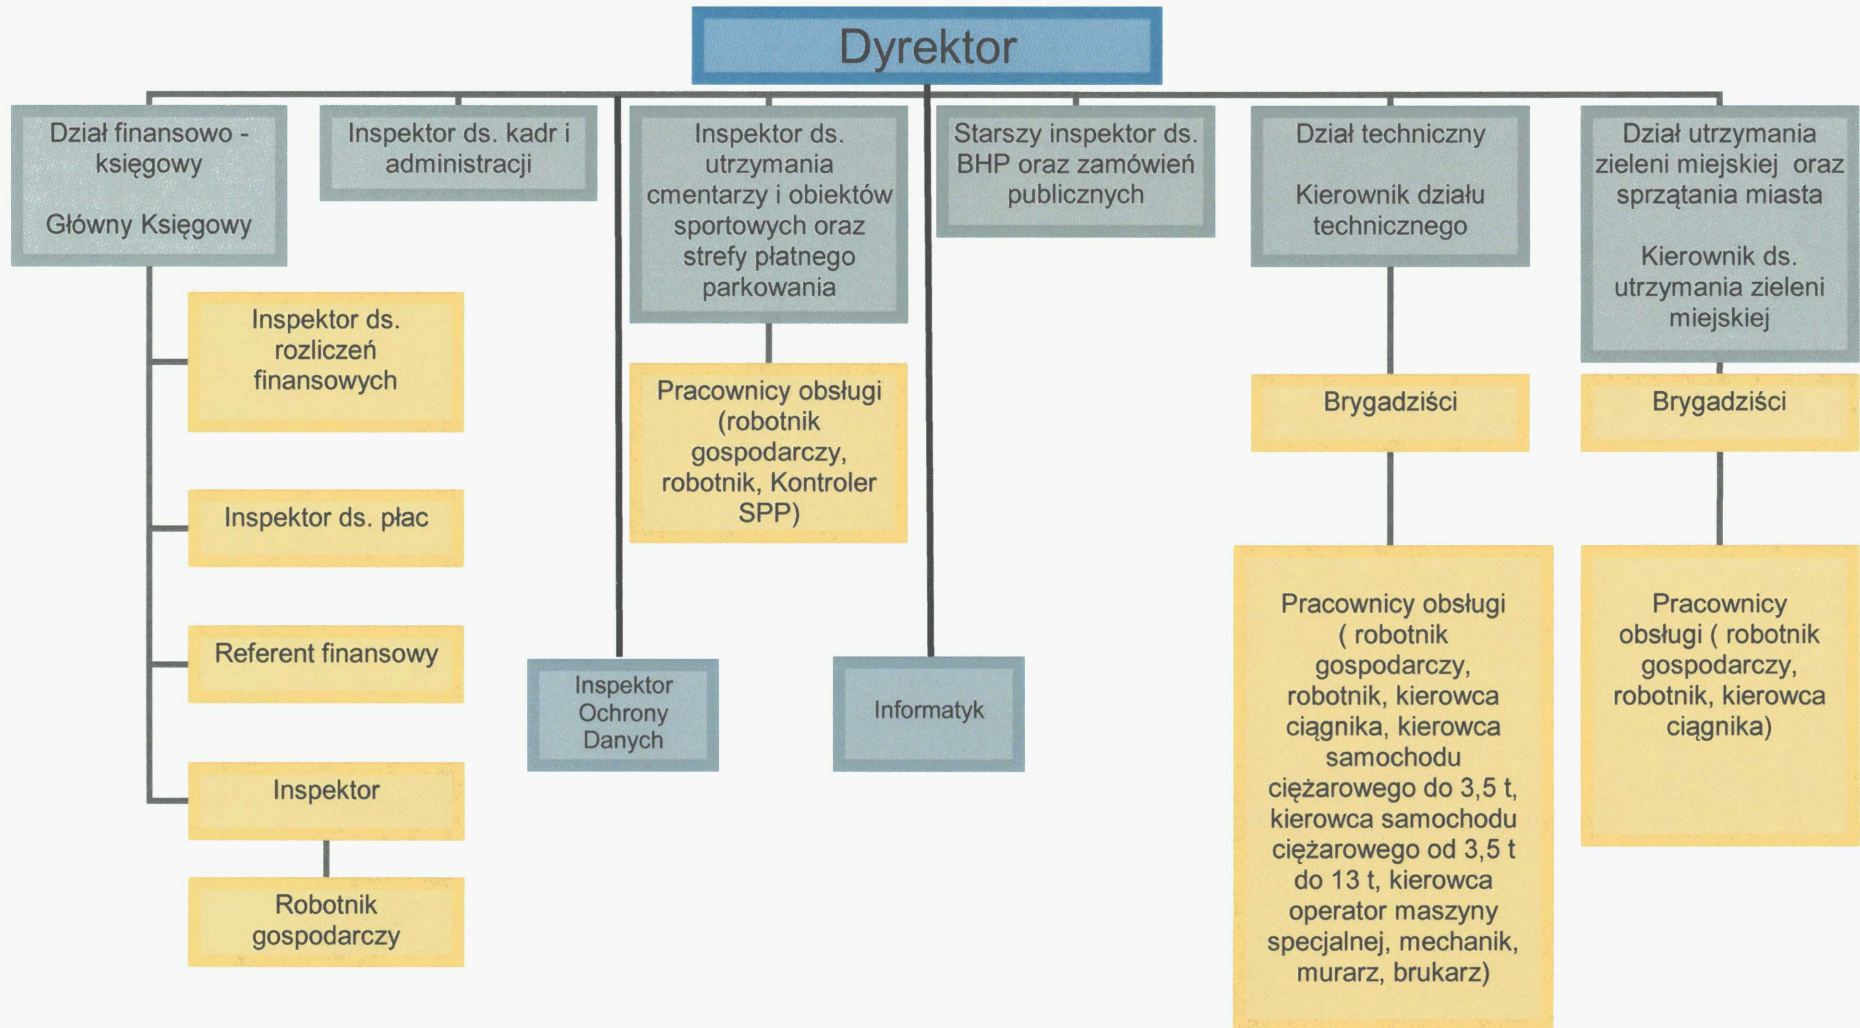 Dyrektor
Dział finansowo -
księgowy
Główny Księgowy
Inspektor ds. kadr i
administracji
Inspektor ds.
utrzymania
cmentarzy i obiektów
sportowych oraz
strefy płatnego
parkowania
Starszy inspektor ds.
BHP oraz zamówień
publicznych
Dział techniczny
Kierownik działu
technicznego
Dział utrzymania
zieleni miejskiej oraz
sprzątania miasta
Kierownik ds.
utrzymania zieleni
miejskiej
Inspektor ds.
rozliczeń
finansowych
Inspektor ds. płac
Referent finansowy
Inspektor
Robotnik
gospodarczy
Pracownicy obsługi
(robotnik
gospodarczy,
robotnik, Kontroler
SPP)
Inspektor
Ochrony
Danych
Informatyk
Brygadziści
Pracownicy obsługi
( robotnik
gospodarczy,
robotnik, kierowca
ciągnika, kierowca
samochodu
ciężarowego do 3,5 t,
kierowca samochodu
ciężarowego od 3,5 t
do 13 t, kierowca
operator maszyny
specjalnej, mechanik,
murarz, brukarz)
Brygadziści
Pracownicy
obsługi ( robotnik
gospodarczy,
robotnik, kierowca
ciągnika)